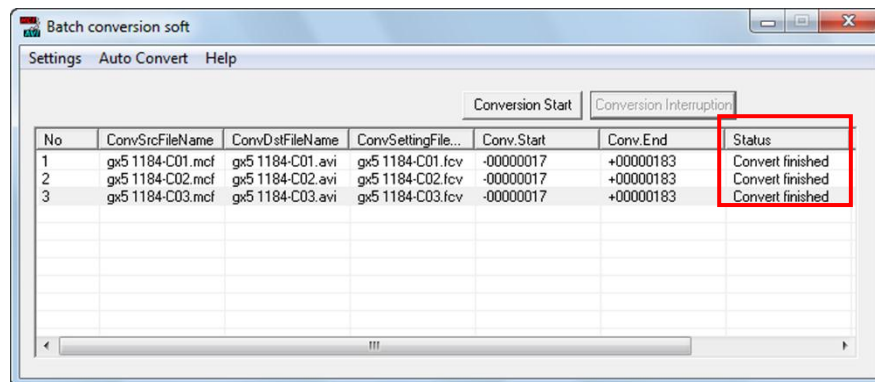 Batch conversion soft
Settings Auto Convert Help
Conversion Start Conversion Interruption
No ConvSrcFileName ConvDstFileName ConvSettingFile... Conv.Start Conv.End Status
1 gx5 1184-C01.mcf gx5 1184-C01.avi gx5 1184-C01.fcv -00000017 +00000183 Convert finished
2 gx5 1184-C02.mcf gx5 1184-C02.avi gx5 1184-C02.fcv -00000017 +00000183 Convert finished
3 gx5 1184-C03.mcf gx5 1184-C03.avi gx5 1184-C03.fcv -00000017 +00000183 Convert finished